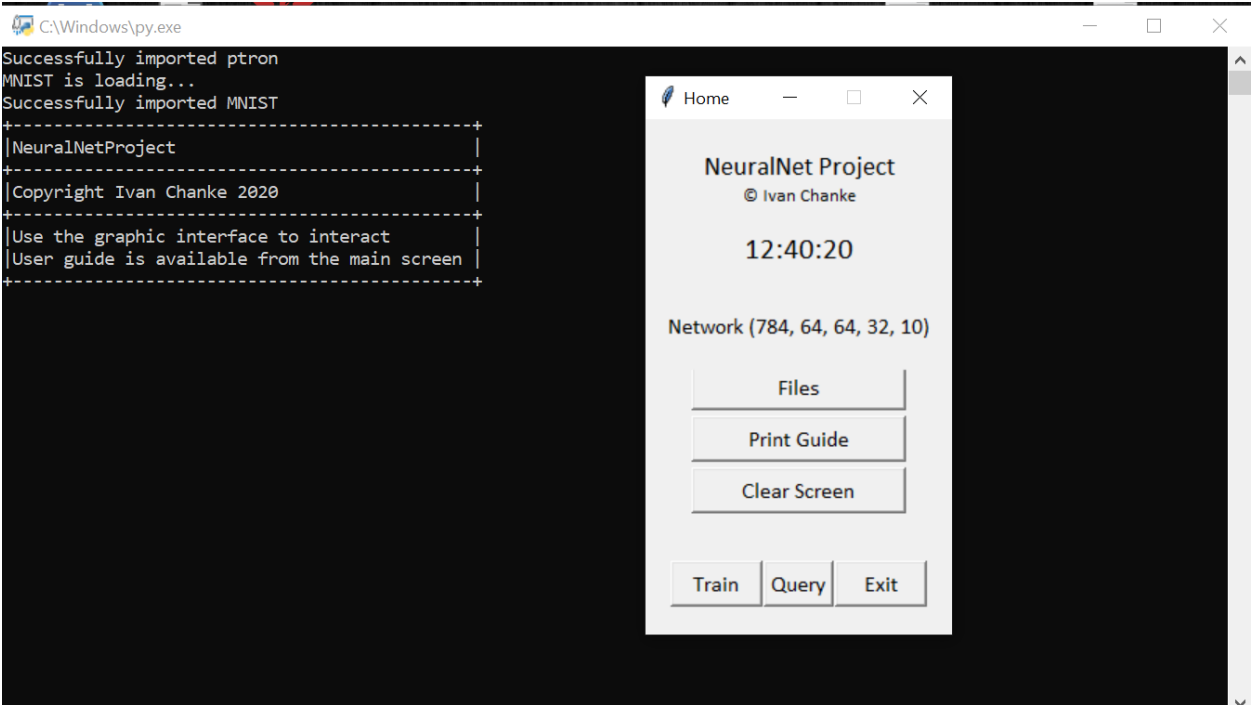 C:\Windows\py.exe
Successfully imported ptron
MNIST is loading...
Successfully imported MNIST
+-------------------------------------------+
|NeuralNetProject |
+-------------------------------------------+
|Copyright Ivan Chanke 2020 |
+-------------------------------------------+
|Use the graphic interface to interact |
|User guide is available from the main screen |
+-------------------------------------------+
Home
NeuralNet Project
© Ivan Chanke
12:40:20
Network (784, 64, 64, 32, 10)
Files
Print Guide
Clear Screen
Train Query Exit